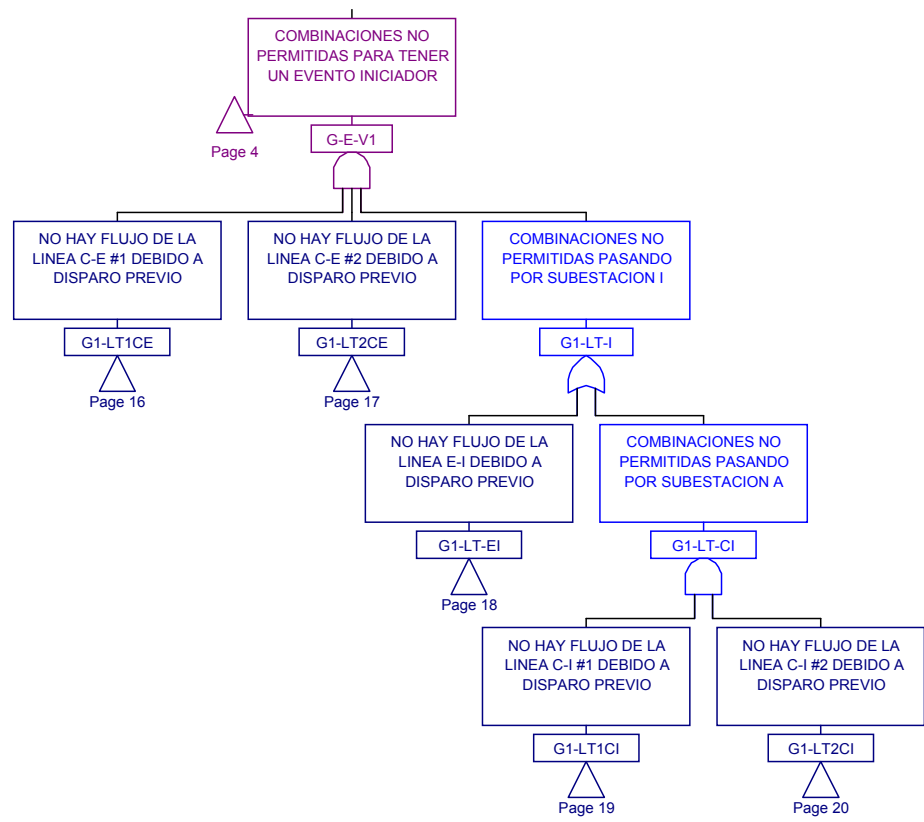 COMBINACIONES NO
PERMITIDAS PARA TENER
UN EVENTO INICIADOR
Page 4
G-E-V1
NO HAY FLUJO DE LA
LINEA C-E #1 DEBIDO A
DISPARO PREVIO
NO HAY FLUJO DE LA
LINEA C-E #2 DEBIDO A
DISPARO PREVIO
COMBINACIONES NO
PERMITIDAS PASANDO
POR SUBESTACION I
G1-LT1CE
G1-LT2CE
G1-LT-I
Page 16
Page 17
NO HAY FLUJO DE LA
LINEA E-I DEBIDO A
DISPARO PREVIO
COMBINACIONES NO
PERMITIDAS PASANDO
POR SUBESTACION A
G1-LT-EI
G1-LT-CI
Page 18
NO HAY FLUJO DE LA
LINEA C-I #1 DEBIDO A
DISPARO PREVIO
NO HAY FLUJO DE LA
LINEA C-I #2 DEBIDO A
DISPARO PREVIO
G1-LT1CI
G1-LT2CI
Page 19
Page 20